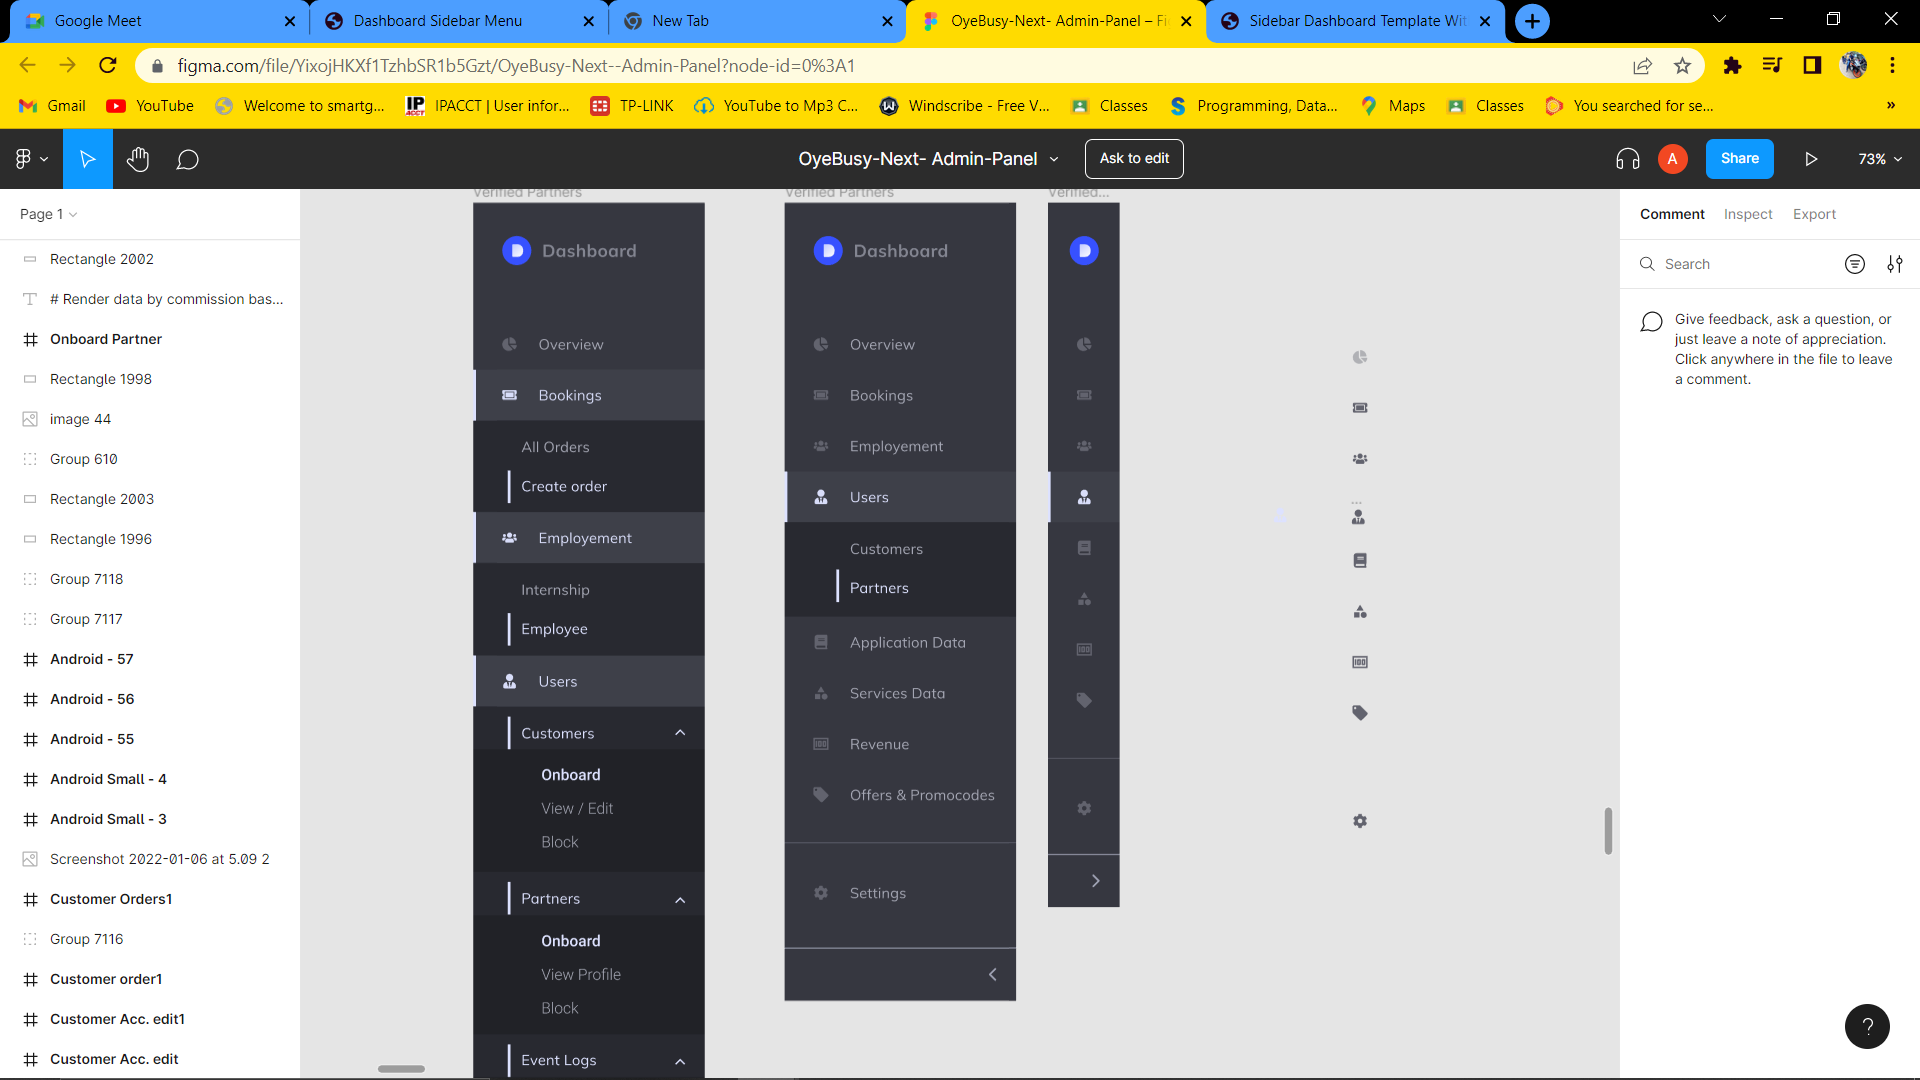 Google Meet
Dashboard Sidebar Menu
New Tab
OyeBusy-Next- Admin-Panel – Fi
Sidebar Dashboard Template Wit
figma.com/file/YixojHKXf1TzhbSR1b5Gzt/OyeBusy-Next--Admin-Panel?node-id=0%3A1
Gmail
YouTube
Welcome to smartg...
IPACCT | User infor...
TP-LINK
YouTube to Mp3 C...
Windscribe - Free V...
Classes
Programming, Data...
Maps
Classes
You searched for se...
»
OyeBusy-Next- Admin-Panel
Ask to edit
A
Share
73%
Page 1
Rectangle 2002
# Render data by commission bas...
Onboard Partner
Rectangle 1998
image 44
Group 610
Rectangle 2003
Rectangle 1996
Group 7118
Group 7117
Android - 57
Android - 56
Android - 55
Android Small - 4
Android Small - 3
Screenshot 2022-01-06 at 5.09 2
Customer Orders1
Group 7116
Customer order1
Customer Acc. edit1
Customer Acc. edit
Verified Partners
D Dashboard
Overview
Bookings
All Orders
Create order
Employement
Internship
Employee
Users
Customers
Onboard
View / Edit
Block
Partners
Onboard
View Profile
Block
Event Logs
Verified Partners
D Dashboard
Overview
Bookings
Employement
Users
Customers
Partners
Application Data
Services Data
Revenue
Offers & Promocodes
Settings
Verified...
D
...
Comment
Inspect
Export
Search
Give feedback, ask a question, or
just leave a note of appreciation.
Click anywhere in the file to leave
a comment.
?